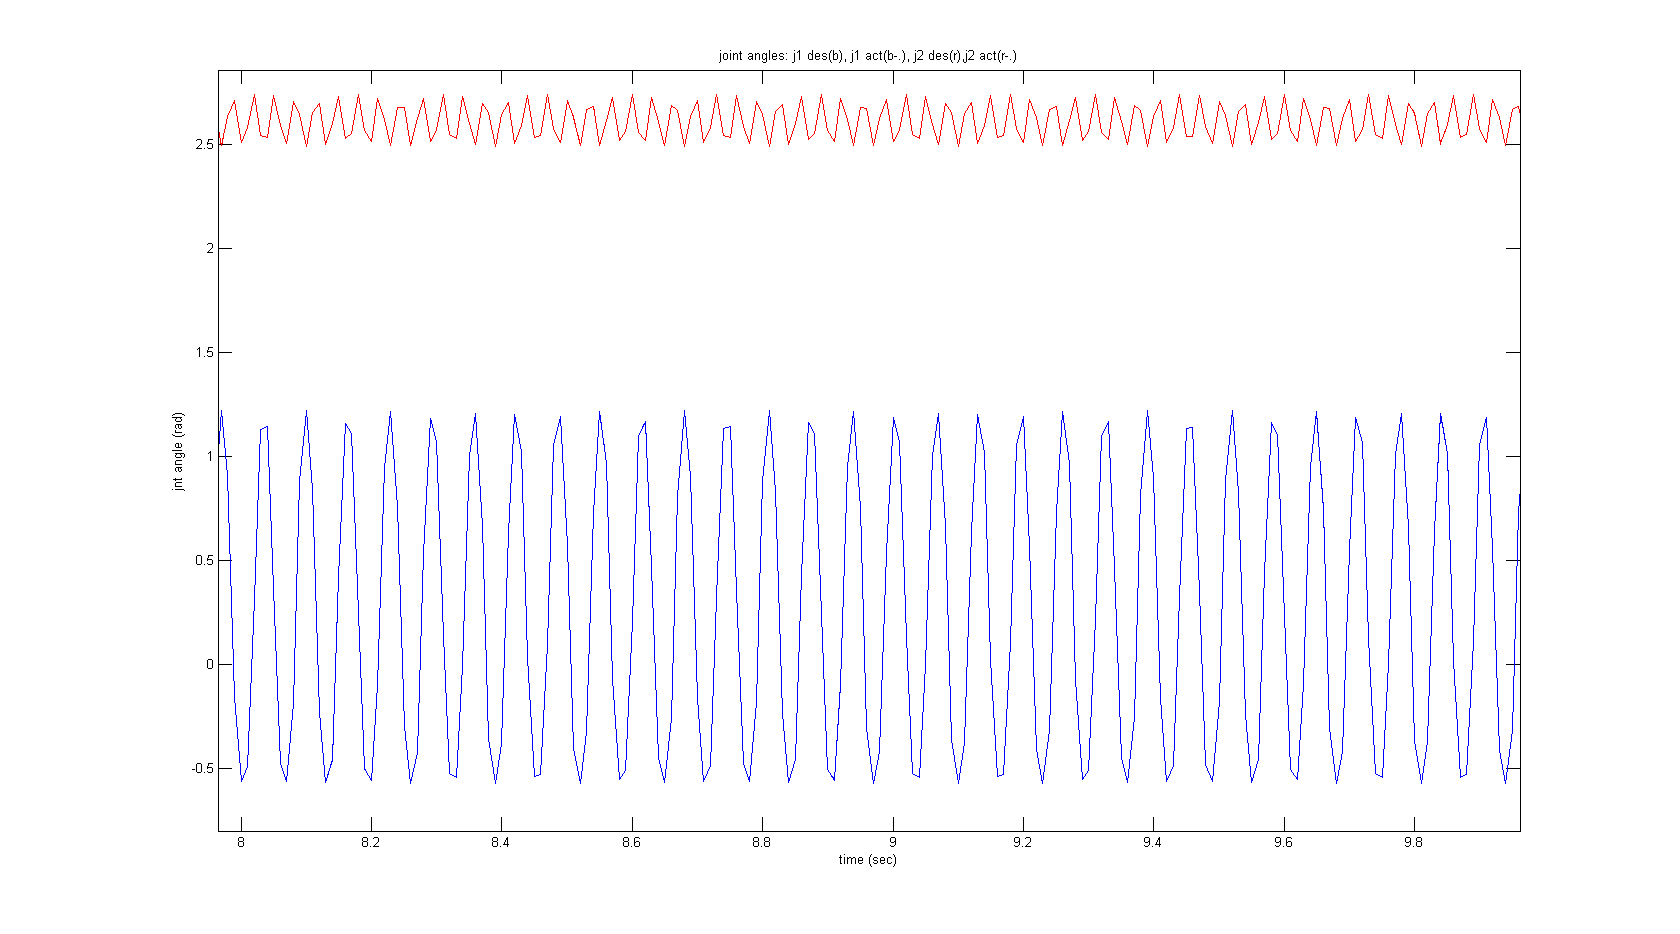 joint angles: j1 des(b), j1 act(b-.), j2 des(r),j2 act(r-.)
2.5
2
1.5
1
0.5
0
-0.5
jnt angle (rad)
8 8.2 8.4 8.6 8.8 9 9.2 9.4 9.6 9.8
time (sec)